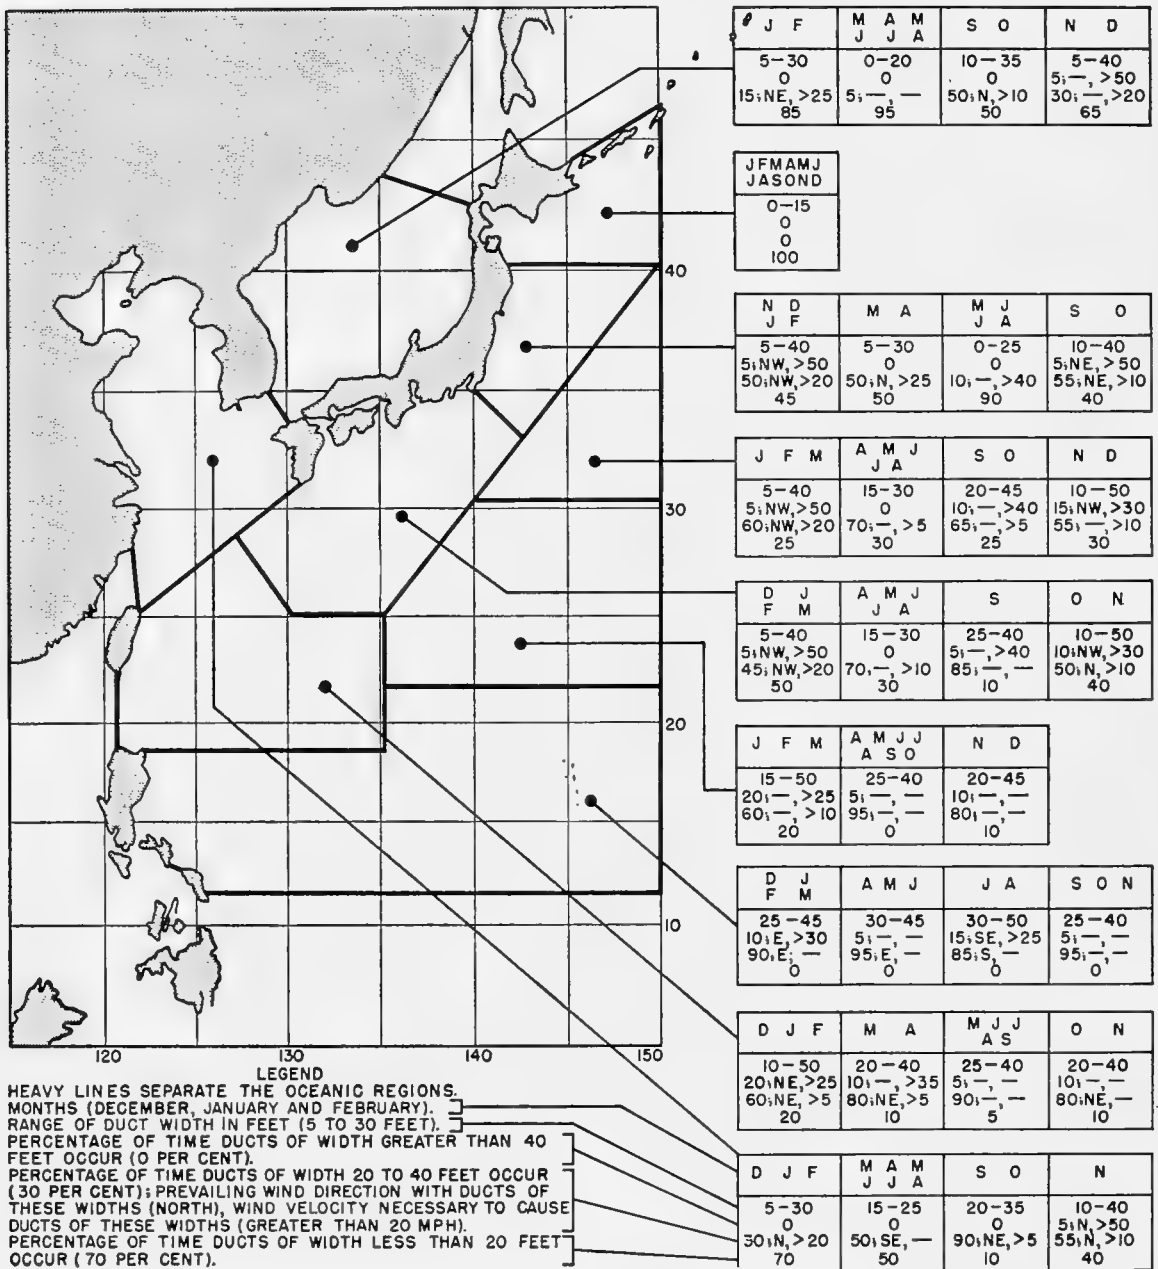 J F | M A M J J A | S O | N D
5–30 | 0–20 | 10–35 | 5–40
0 | 0 | 0 | 5;—, >50
15;NE, >25 | 5;—, — | 50;N, >10 | 30;—, >20
85 | 95 | 50 | 65
JFMAMJ
JASOND
0–15
0
0
100
N D J F | M A | M J J A | S O
5–40 | 5–30 | 0–25 | 10–40
5;NW, >50 | 0 | 0 | 5;NE, >50
50;NW, >20 | 50;N, >25 | 10;—, >40 | 55;NE, >10
45 | 50 | 90 | 40
J F M | A M J J A | S O | N D
5–40 | 15–30 | 20–45 | 10–50
5;NW, >50 | 0 | 10;—, >40 | 15;NW, >30
60;NW, >20 | 70;—, >5 | 65;—, >5 | 55;—, >10
25 | 30 | 25 | 30
D J F M | A M J J A | S | O N
5–40 | 15–30 | 25–40 | 10–50
5;NW, >50 | 0 | 5;—, >40 | 10;NW, >30
45;NW, >20 | 70,—, >10 | 85;—, — | 50;N, >10
50 | 30 | 10 | 40
J F M | A M J J A S O | N D
15–50 | 25–40 | 20–45
20;—, >25 | 5;—, — | 10;—, —
60;—, >10 | 95;—, — | 80;—, —
20 | 0 | 10
D J F M | A M J | J A | S O N
25–45 | 30–45 | 30–50 | 25–40
10;E, >30 | 5;—, — | 15;SE, >25 | 5;—, —
90,E; — | 95;E, — | 85;S, — | 95;—, —
0 | 0 | 0 | 0
D J F | M A | M J J A S | O N
10–50 | 20–40 | 25–40 | 20–40
20;NE, >25 | 10;—, >35 | 5;—, — | 10;—, —
60;NE, >5 | 80;NE, >5 | 90;—, — | 80;NE, —
20 | 10 | 5 | 10
D J F | M A M J J A | S O | N
5–30 | 15–25 | 20–35 | 10–40
0 | 0 | 0 | 5;N, >50
30;N, >20 | 50;SE, — | 90;NE, >5 | 55;N, >10
70 | 50 | 10 | 40
40
30
20
10
120 130 140 150
LEGEND
HEAVY LINES SEPARATE THE OCEANIC REGIONS.
MONTHS (DECEMBER, JANUARY AND FEBRUARY).
RANGE OF DUCT WIDTH IN FEET (5 TO 30 FEET).
PERCENTAGE OF TIME DUCTS OF WIDTH GREATER THAN 40
FEET OCCUR (0 PER CENT).
PERCENTAGE OF TIME DUCTS OF WIDTH 20 TO 40 FEET OCCUR
(30 PER CENT); PREVAILING WIND DIRECTION WITH DUCTS OF
THESE WIDTHS (NORTH), WIND VELOCITY NECESSARY TO CAUSE
DUCTS OF THESE WIDTHS (GREATER THAN 20 MPH).
PERCENTAGE OF TIME DUCTS OF WIDTH LESS THAN 20 FEET
OCCUR (70 PER CENT).